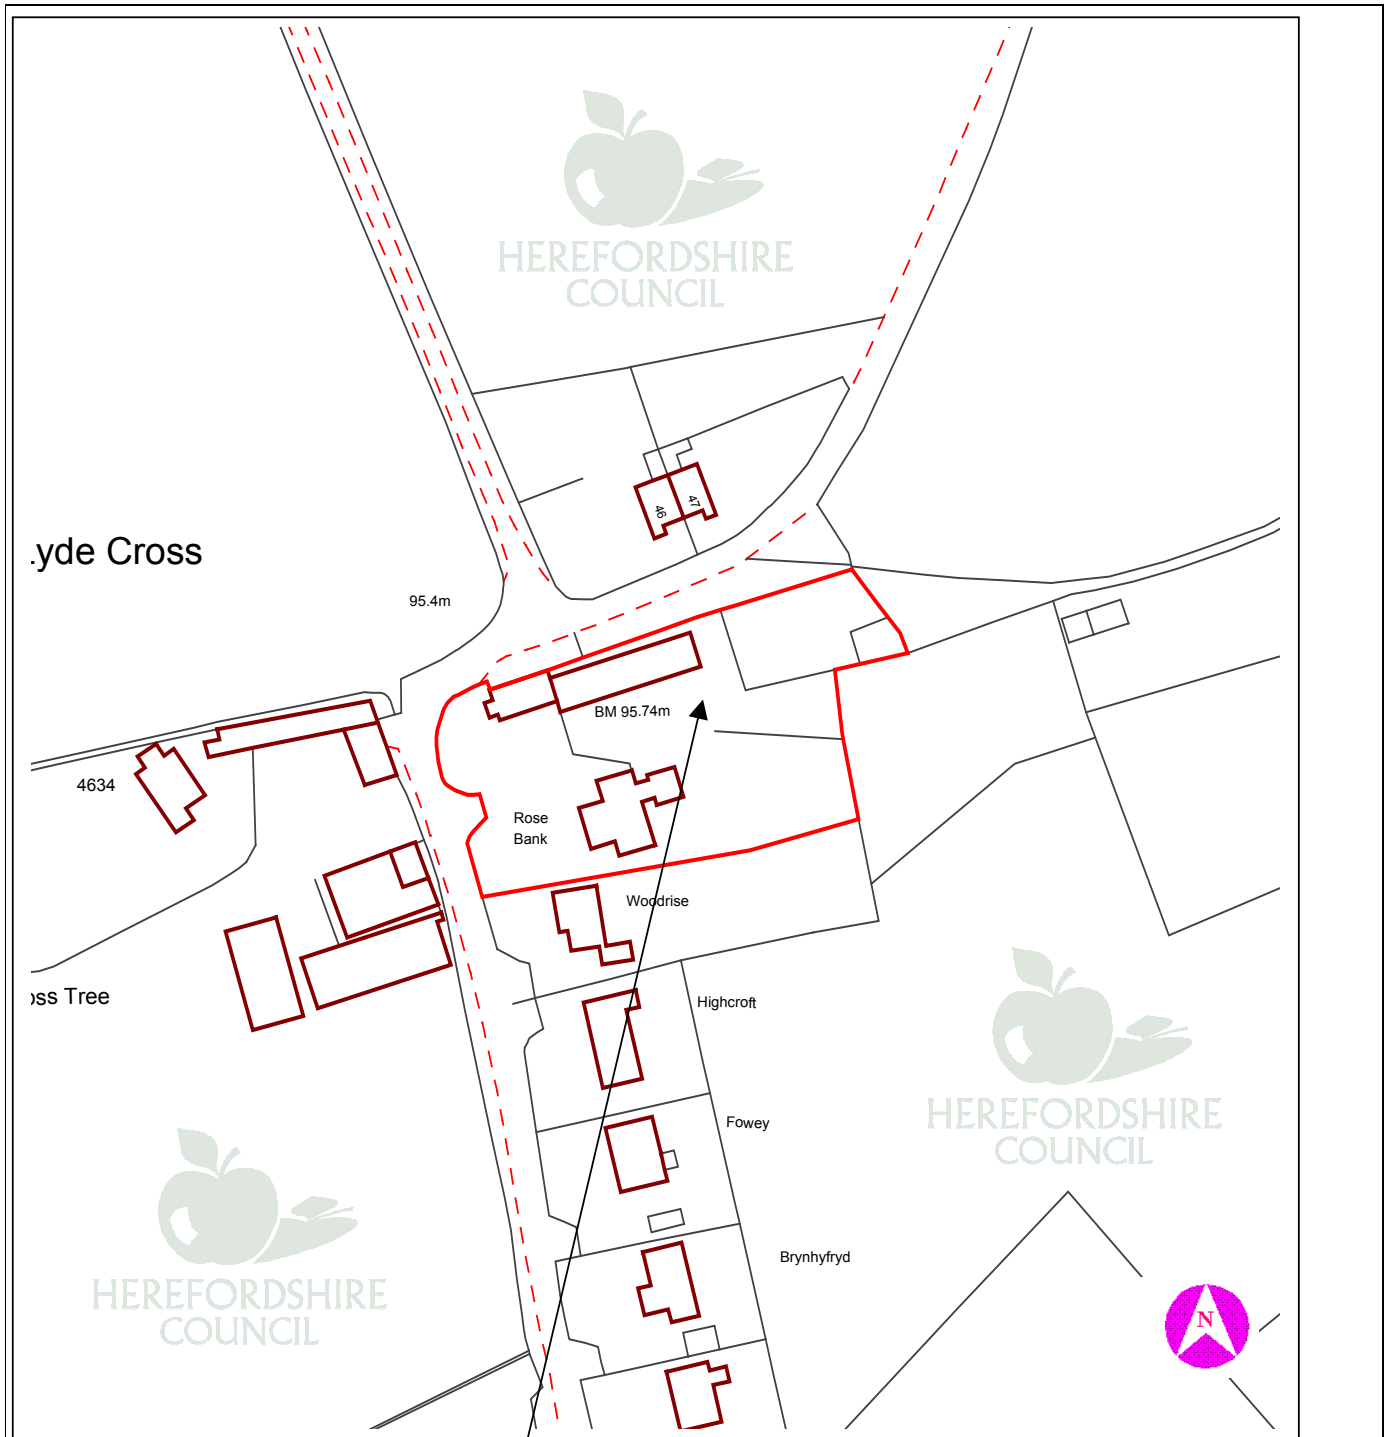 HEREFORDSHIRE
COUNCIL
47
46
.yde Cross
95.4m
BM 95.74m
4634
Rose
Bank
Woodrise
oss Tree
Highcroft
HEREFORDSHIRE
COUNCIL
Fowey
Brynhyfryd
HEREFORDSHIRE
COUNCIL
N